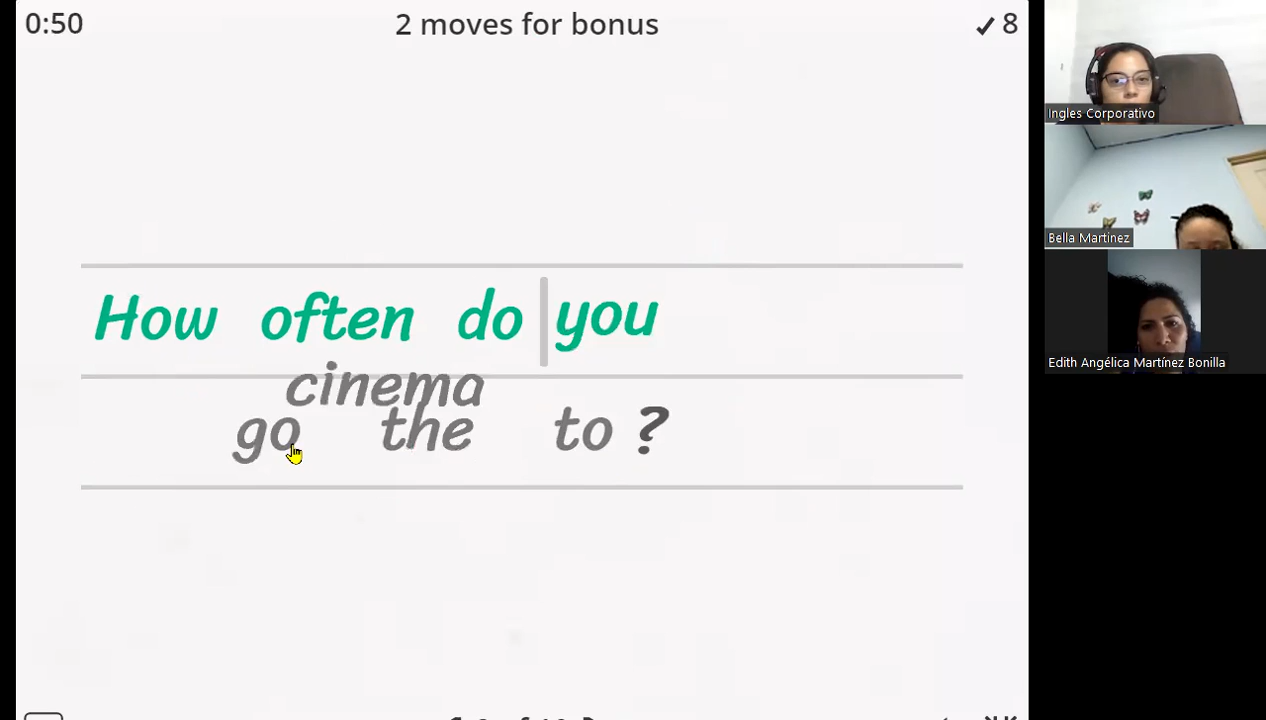 0:50
2 moves for bonus
✓ 8
Ingles Corporativo
Bella Martinez
How often do you
Edith Angélica Martínez Bonilla
cinema
go the to ?